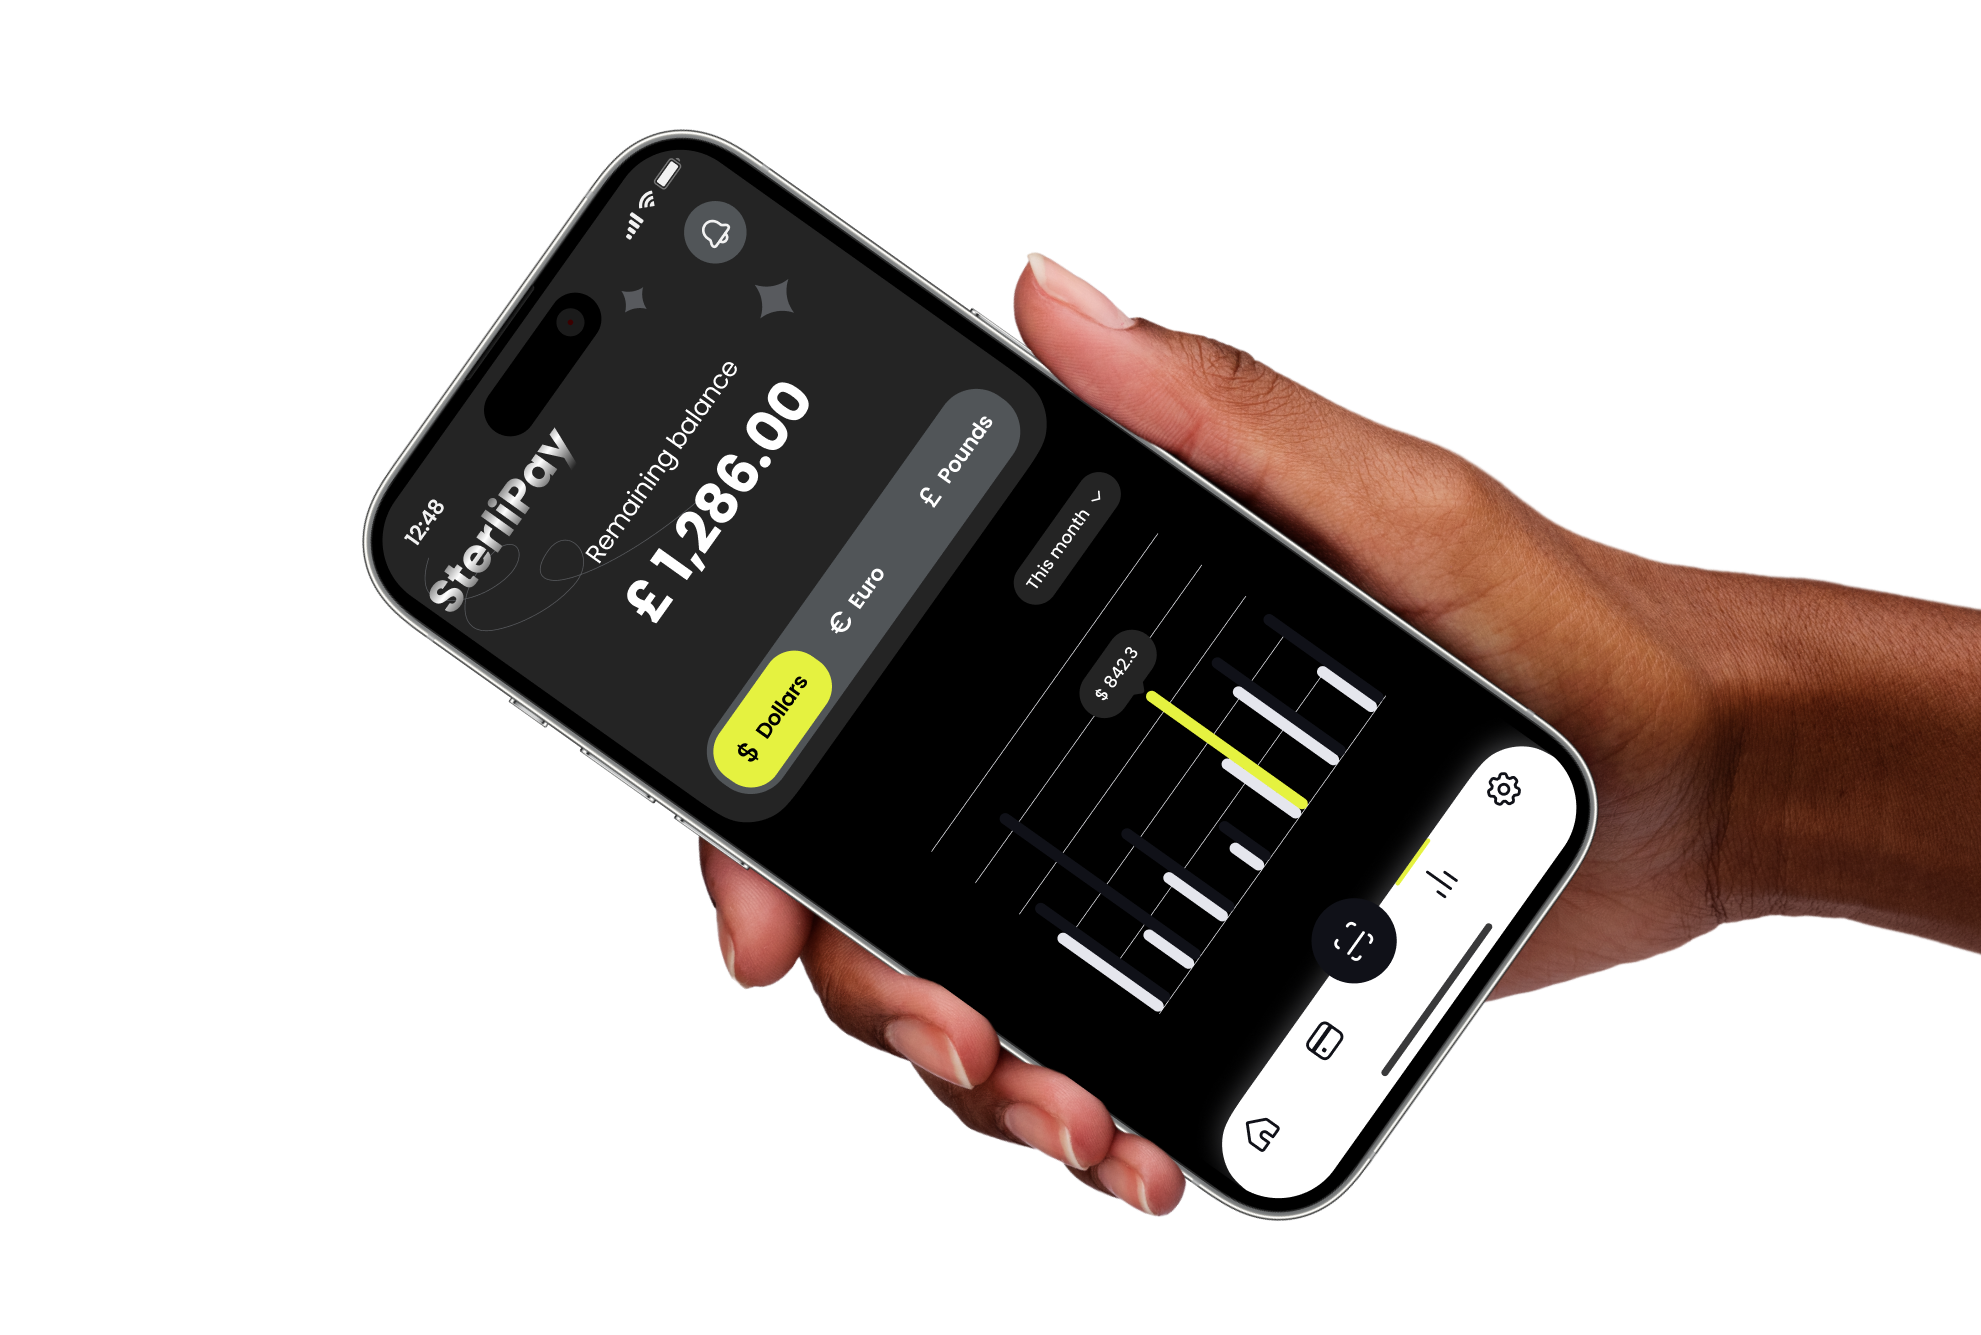 12:48
SterliPay
Remaining balance
£ 1,286.00
$ Dollars
€ Euro
£ Pounds
This month
$ 842.3